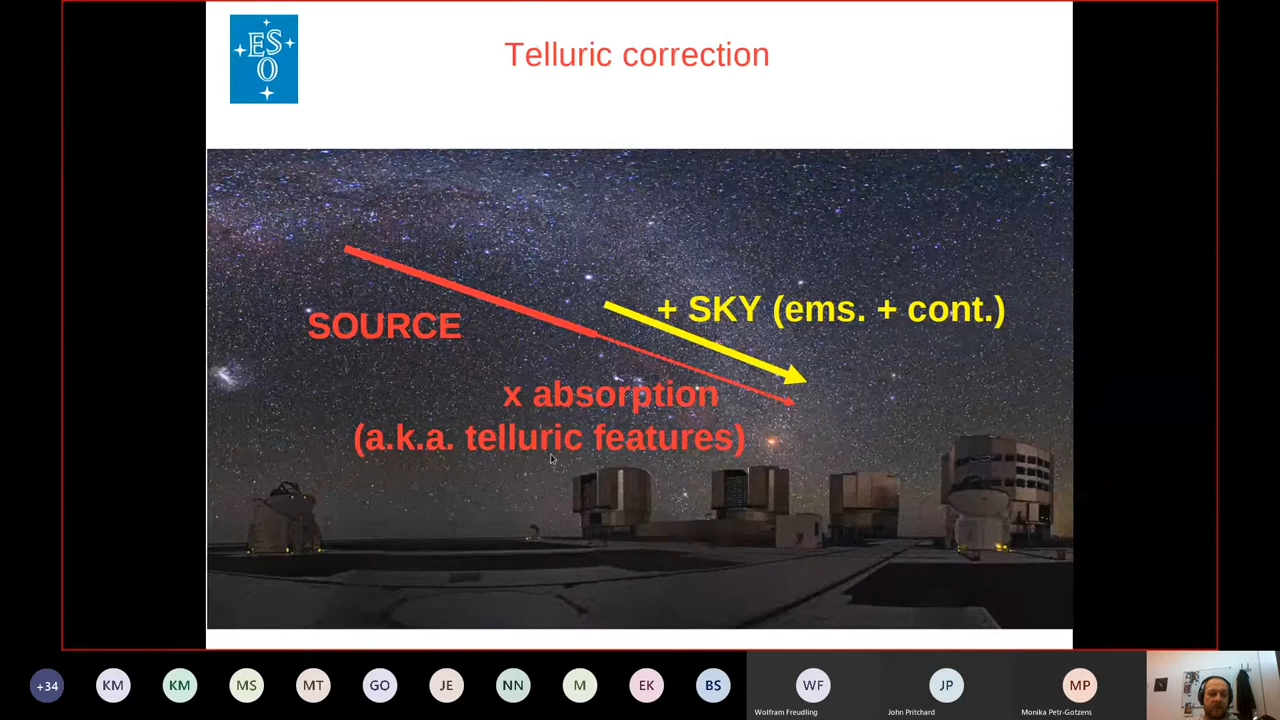 ES
O
Telluric correction
+ SKY (ems. + cont.)
SOURCE
x absorption
(a.k.a. telluric features)
+34
KM
KM
MS
MT
GO
JE
NN
M
EK
BS
WF
JP
MP
Wolfram Freudling
John Pritchard
Monika Petr-Gotzens